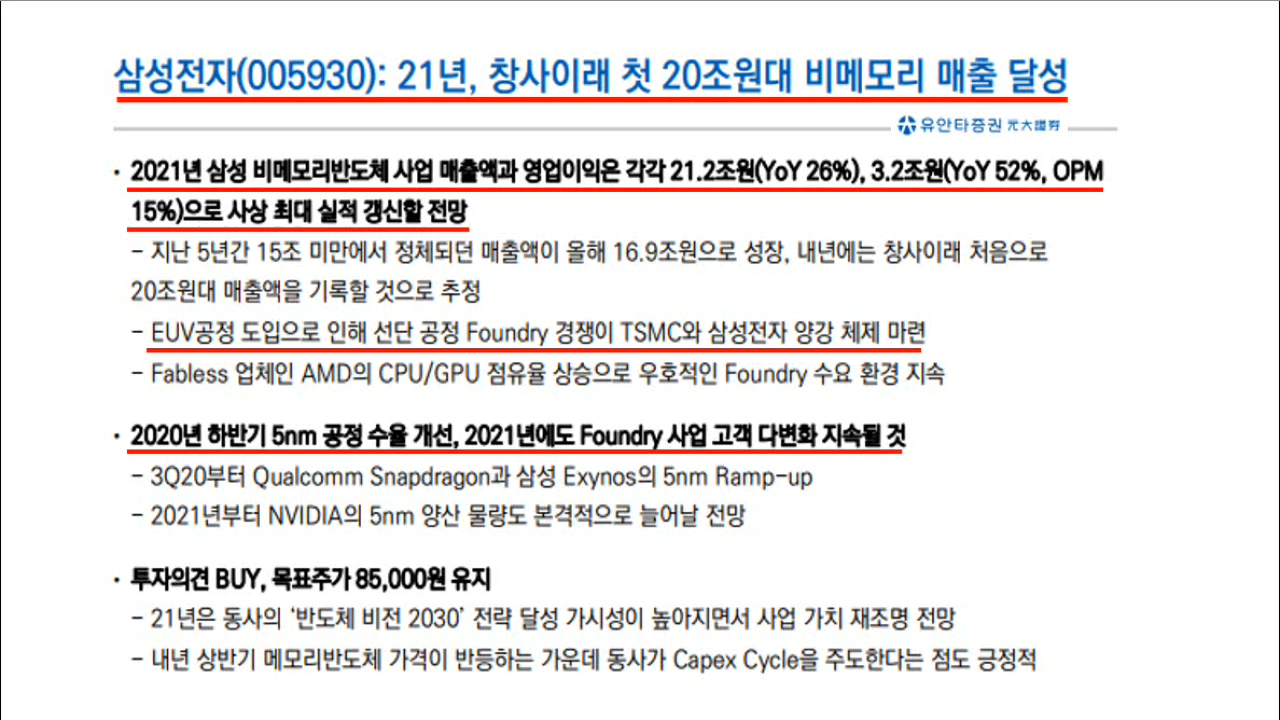 삼성전자(005930): 21년, 창사이래 첫 20조원대 비메모리 매출 달성
유안타증권 元大證券
· 2021년 삼성 비메모리반도체 사업 매출액과 영업이익은 각각 21.2조원(YoY 26%), 3.2조원(YoY 52%, OPM
15%)으로 사상 최대 실적 갱신할 전망
- 지난 5년간 15조 미만에서 정체되던 매출액이 올해 16.9조원으로 성장, 내년에는 창사이래 처음으로
20조원대 매출액을 기록할 것으로 추정
- EUV공정 도입으로 인해 선단 공정 Foundry 경쟁이 TSMC와 삼성전자 양강 체제 마련
- Fabless 업체인 AMD의 CPU/GPU 점유율 상승으로 우호적인 Foundry 수요 환경 지속
· 2020년 하반기 5nm 공정 수율 개선, 2021년에도 Foundry 사업 고객 다변화 지속될 것
- 3Q20부터 Qualcomm Snapdragon과 삼성 Exynos의 5nm Ramp-up
- 2021년부터 NVIDIA의 5nm 양산 물량도 본격적으로 늘어날 전망
· 투자의견 BUY, 목표주가 85,000원 유지
- 21년은 동사의 '반도체 비전 2030' 전략 달성 가시성이 높아지면서 사업 가치 재조명 전망
- 내년 상반기 메모리반도체 가격이 반등하는 가운데 동사가 Capex Cycle을 주도한다는 점도 긍정적